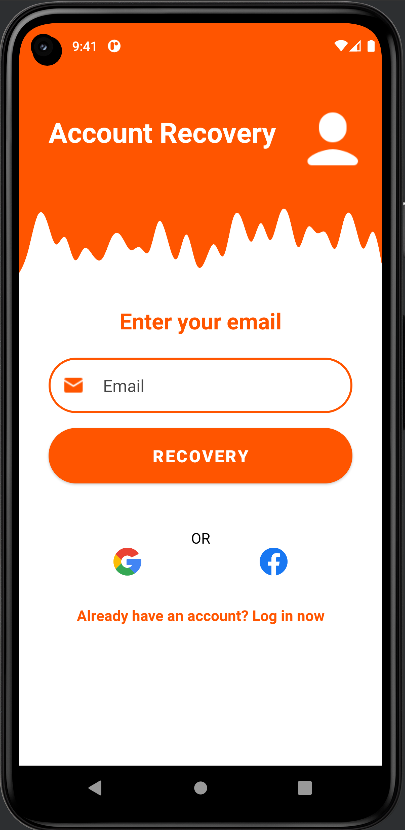 9:41
Account Recovery
Enter your email
Email
RECOVERY
OR
Already have an account? Log in now